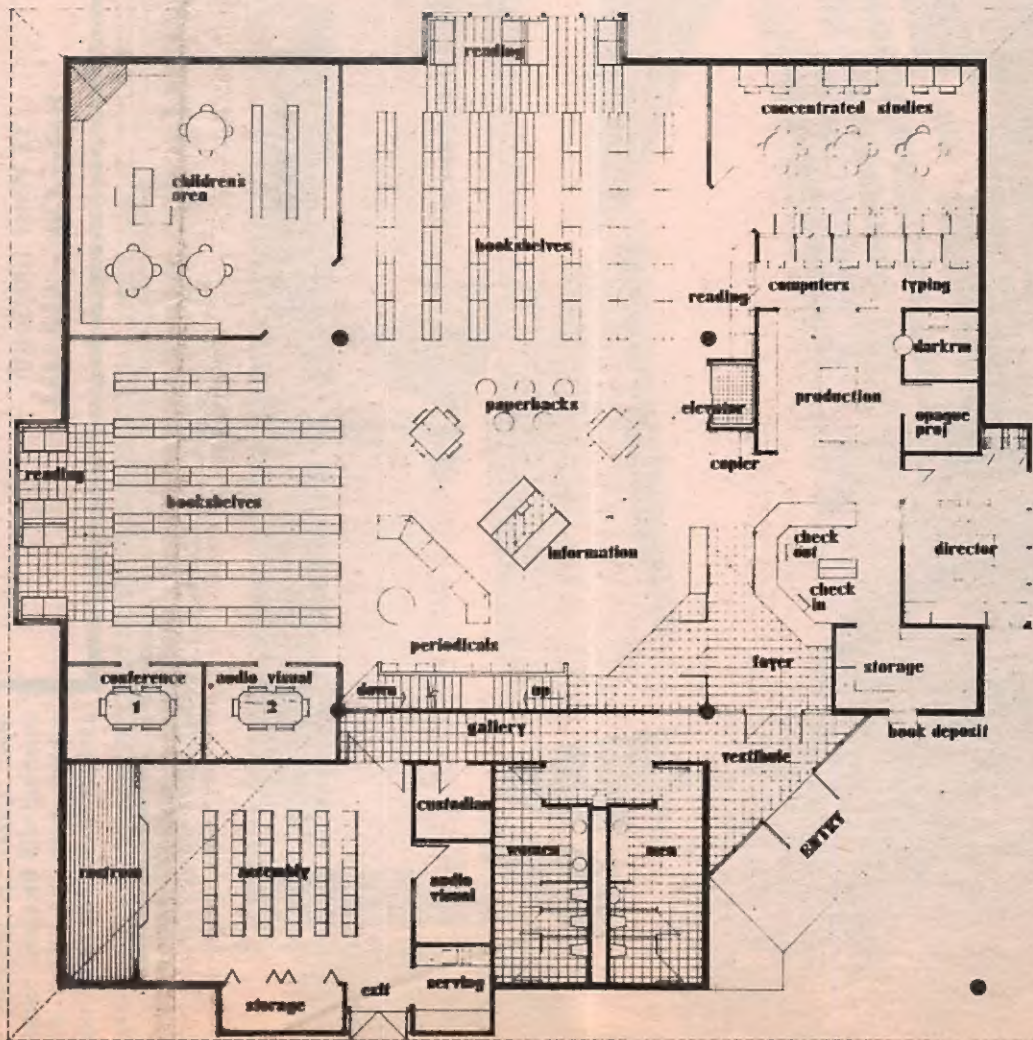 reading
concentrated studies
children's
area
bookshelves
reading
computers
typing
darkrm
elevator
paperbacks
production
opaque
proj
copier
reading
bookshelves
information
check
out
check
in
director
periodicals
foyer
storage
conference
1
audio visual
2
down
up
gallery
vestibule
book deposit
custodian
ENTRY
rostrum
assembly
audio
visual
women
men
exit
serving
storage